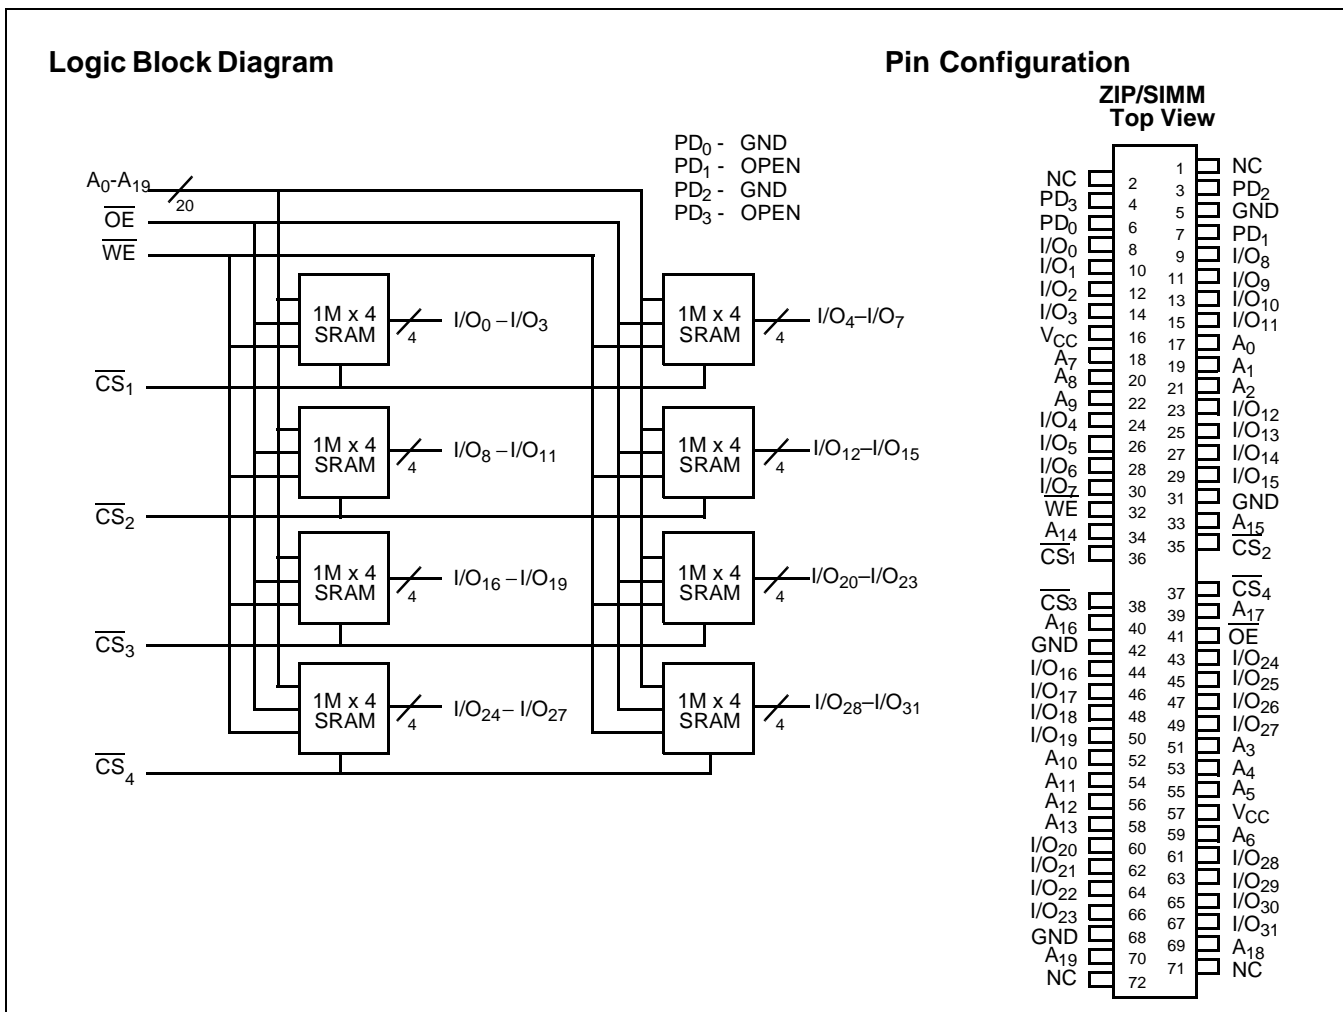 Logic Block Diagram
A0-A19
20
OE
WE
PD0 - GND
PD1 - OPEN
PD2 - GND
PD3 - OPEN
1M x 4
SRAM
4
I/O0 – I/O3
1M x 4
SRAM
4
I/O4–I/O7
CS1
1M x 4
SRAM
4
I/O8 – I/O11
1M x 4
SRAM
4
I/O12–I/O15
CS2
1M x 4
SRAM
4
I/O16 – I/O19
1M x 4
SRAM
4
I/O20–I/O23
CS3
1M x 4
SRAM
4
I/O24– I/O27
1M x 4
SRAM
4
I/O28–I/O31
CS4
Pin Configuration
ZIP/SIMM
Top View
1 NC
NC 2
3 PD2
PD3 4
5 GND
PD0 6
7 PD1
I/O0 8
9 I/O8
I/O1 10
11 I/O9
I/O2 12
13 I/O10
I/O3 14
15 I/O11
VCC 16
17 A0
A7 18
19 A1
A8 20
21 A2
A9 22
23 I/O12
I/O4 24
25 I/O13
I/O5 26
27 I/O14
I/O6 28
29 I/O15
I/O7 30
31 GND
WE 32
33 A15
A14 34
35 CS2
CS1 36
37 CS4
CS3 38
39 A17
A16 40
41 OE
GND 42
43 I/O24
I/O16 44
45 I/O25
I/O17 46
47 I/O26
I/O18 48
49 I/O27
I/O19 50
51 A3
A10 52
53 A4
A11 54
55 A5
A12 56
57 VCC
A13 58
59 A6
I/O20 60
61 I/O28
I/O21 62
63 I/O29
I/O22 64
65 I/O30
I/O23 66
67 I/O31
GND 68
69 A18
A19 70
71 NC
NC 72